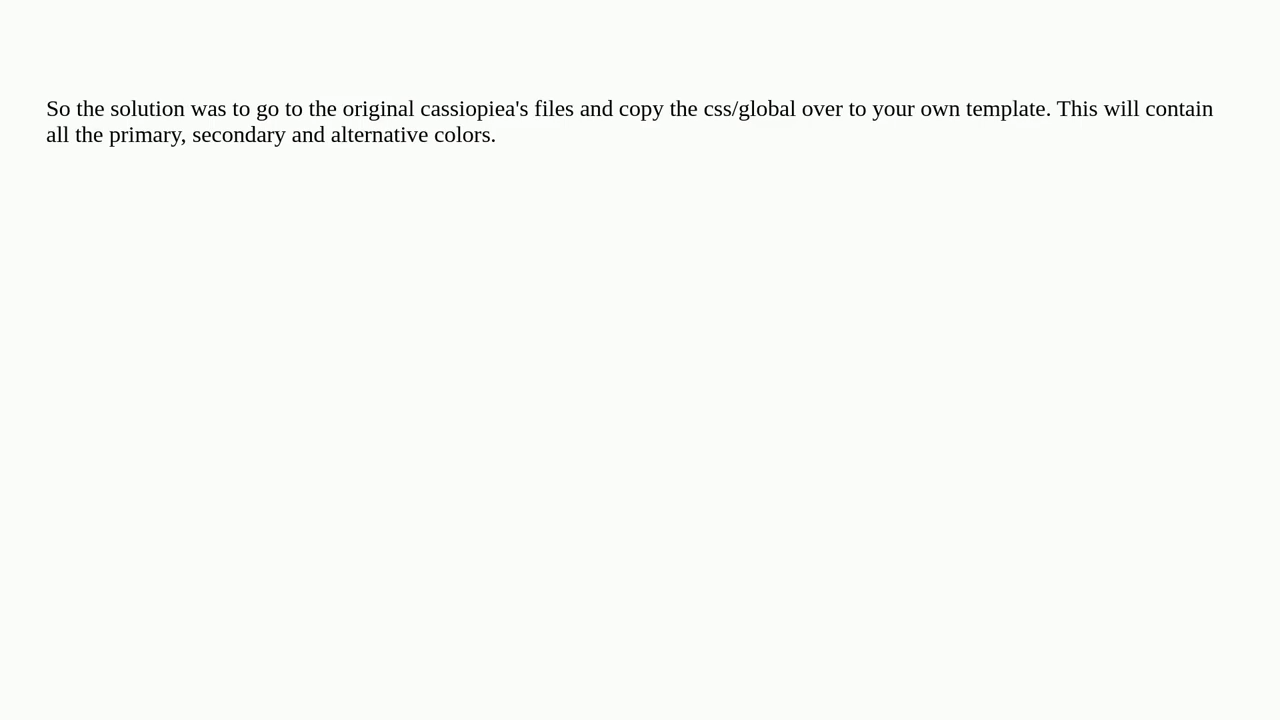 So the solution was to go to the original cassiopiea's files and copy the css/global over to your own template. This will contain
all the primary, secondary and alternative colors.